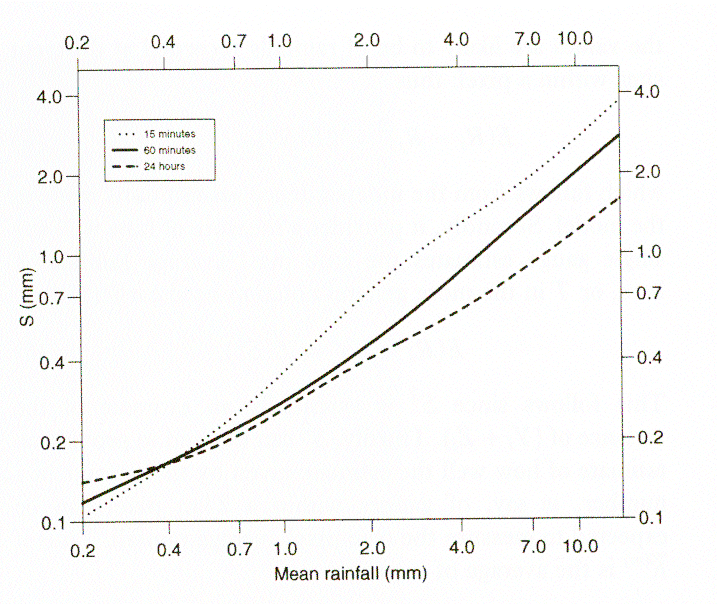 0.2 0.4 0.7 1.0 2.0 4.0 7.0 10.0
4.0 4.0
15 minutes
60 minutes
24 hours
2.0 2.0
1.0 1.0
S (mm)
0.7 0.7
0.4 0.4
0.2 0.2
0.1 0.1
0.2 0.4 0.7 1.0 2.0 4.0 7.0 10.0
Mean rainfall (mm)